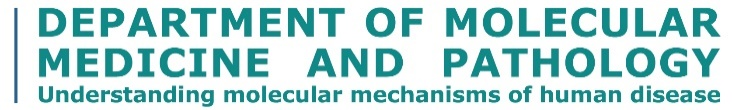 DEPARTMENT OF MOLECULAR
MEDICINE AND PATHOLOGY
Understanding molecular mechanisms of human disease